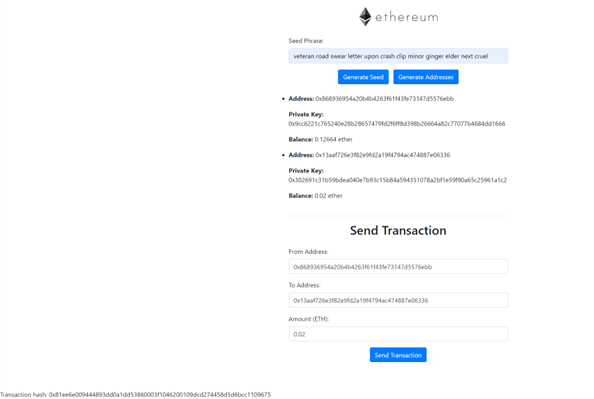 ethereum
Seed Phrase:
veteran road swear letter upon crash clip minor ginger elder next cruel
Generate Seed
Generate Addresses
Address: 0x868936954a20b4b4263f61f43fe73147d5576ebb
Private Key:
0x9cc6221c765240e28b28657479fd2f6ff8d398b26664a82c77077b4684dd1666
Balance: 0.12664 ether
Address: 0x13aaf726e3f82e9fd2a19f4794ac474887e06336
Private Key:
0x302691c31b59bdea040e7b93c15b84a594351078a2bf1e59f90a65c25961a1c2
Balance: 0.02 ether
Send Transaction
From Address:
0x868936954a20b4b4263f61f43fe73147d5576ebb
To Address:
0x13aaf726e3f82e9fd2a19f4794ac474887e06336
Amount (ETH):
0.02
Send Transaction
Transaction hash: 0x81ee6e009444893dd0a1dd53860003f1046200109dcd274458d5d6bcc1109675